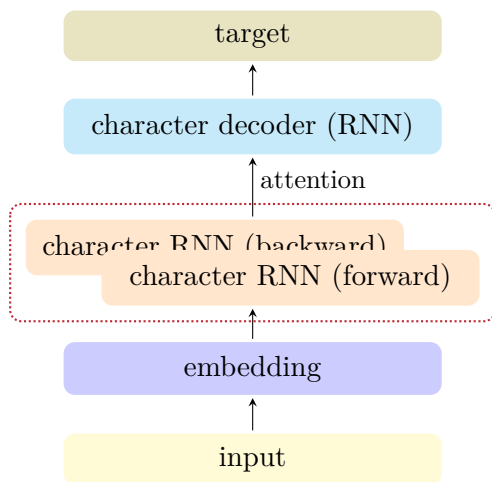 target
character decoder (RNN)
attention
character RNN (backward)
character RNN (forward)
embedding
input